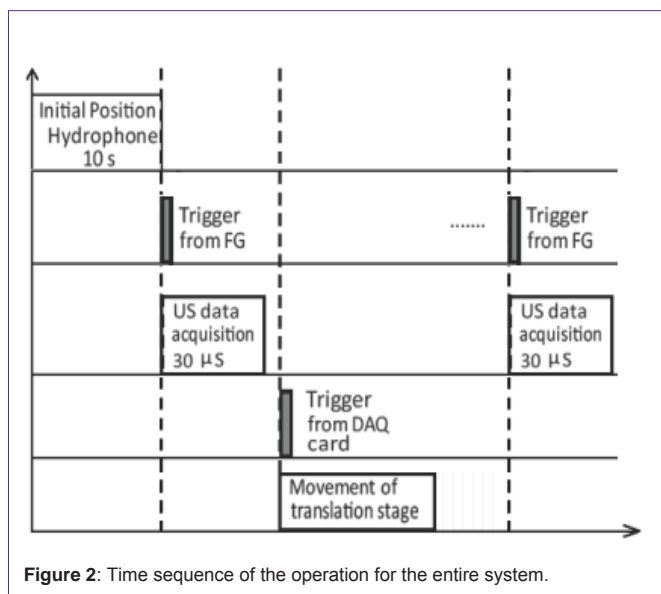 Initial Position
Hydrophone
10 s
Trigger
from FG
.......
Trigger
from FG
US data
acquisition
30 µS
US data
acquisition
30 µS
Trigger
from DAQ
card
Movement of
translation stage
Figure 2: Time sequence of the operation for the entire system.